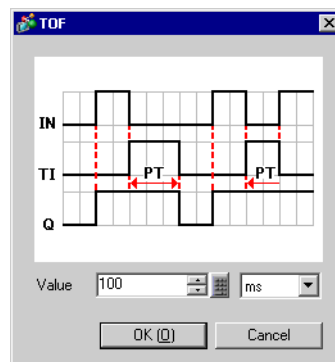 TOF
IN
TI
PT
PT
Q
Value 100 ms
OK (O) Cancel